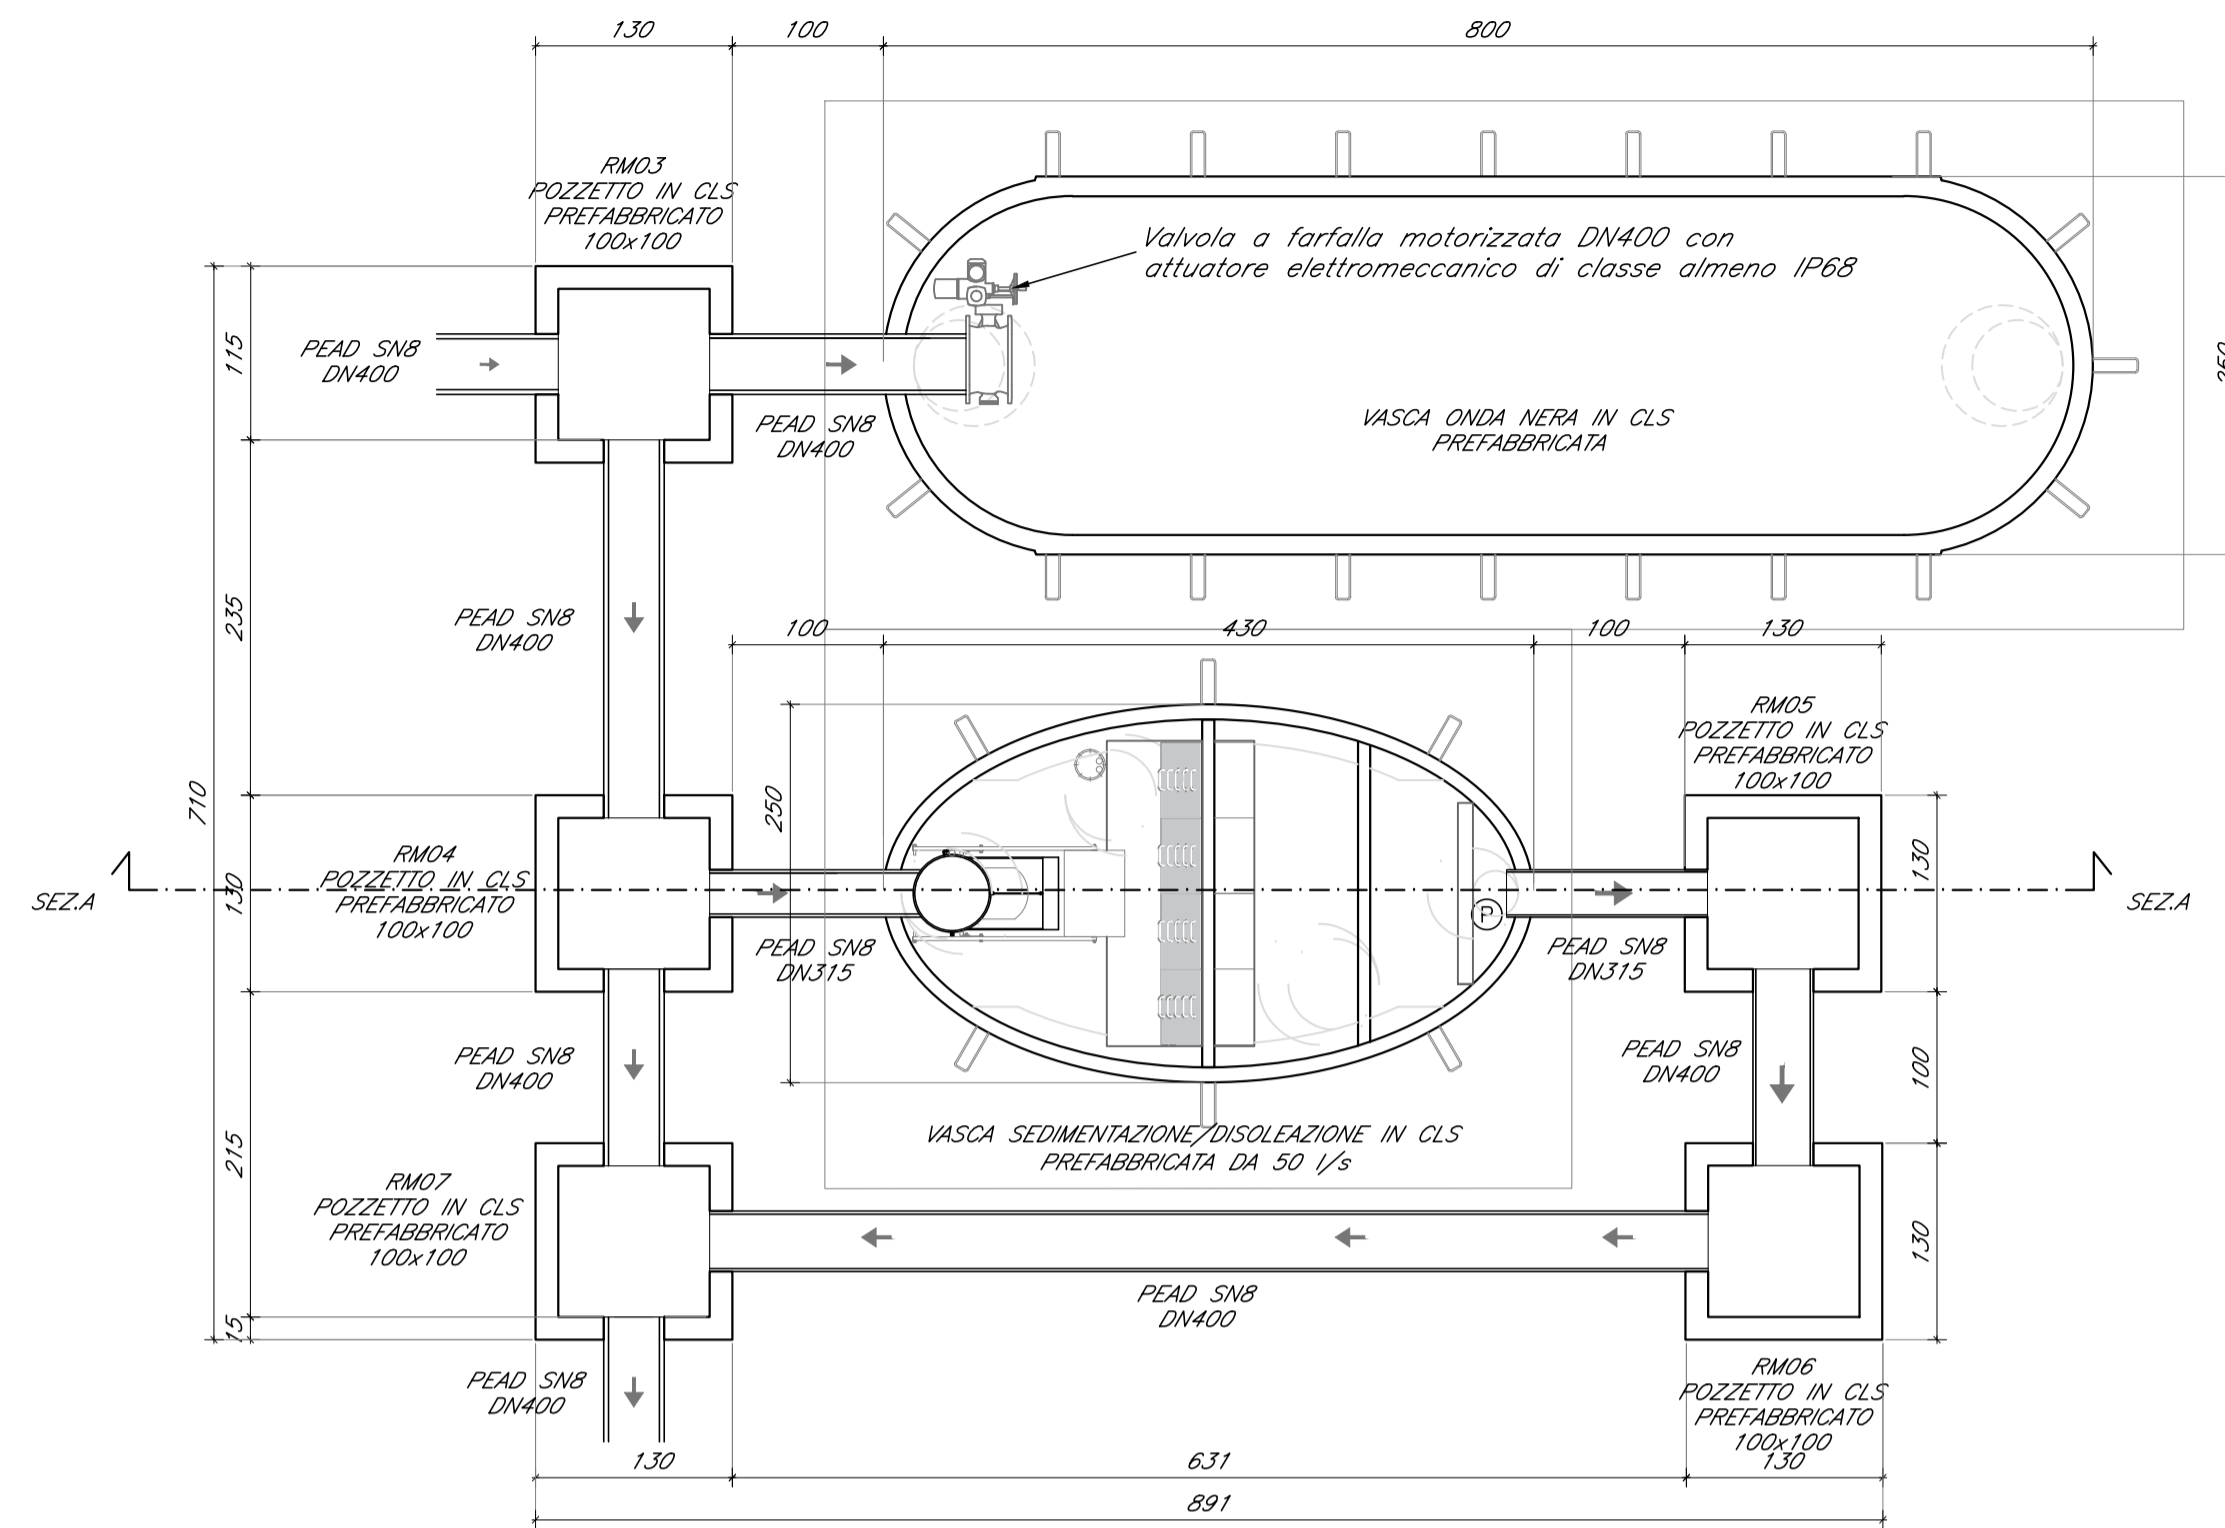 130
100
800
RM03
POZZETTO IN CLS
PREFABBRICATO
100x100
Valvola a farfalla motorizzata DN400 con
attuatore elettromeccanico di classe almeno IP68
115
PEAD SN8
DN400
PEAD SN8
DN400
VASCA ONDA NERA IN CLS
PREFABBRICATA
250
235
PEAD SN8
DN400
100
430
100
130
RM05
POZZETTO IN CLS
PREFABBRICATO
100x100
710
250
130
RM04
POZZETTO IN CLS
PREFABBRICATO
100x100
130
SEZ.A
SEZ.A
PEAD SN8
DN315
PEAD SN8
DN315
PEAD SN8
DN400
PEAD SN8
DN400
100
VASCA SEDIMENTAZIONE/DISOLEAZIONE IN CLS
PREFABBRICATA DA 50 l/s
215
RM07
POZZETTO IN CLS
PREFABBRICATO
100x100
130
PEAD SN8
DN400
15
PEAD SN8
DN400
RM06
POZZETTO IN CLS
PREFABBRICATO
100x100
130
631
130
891